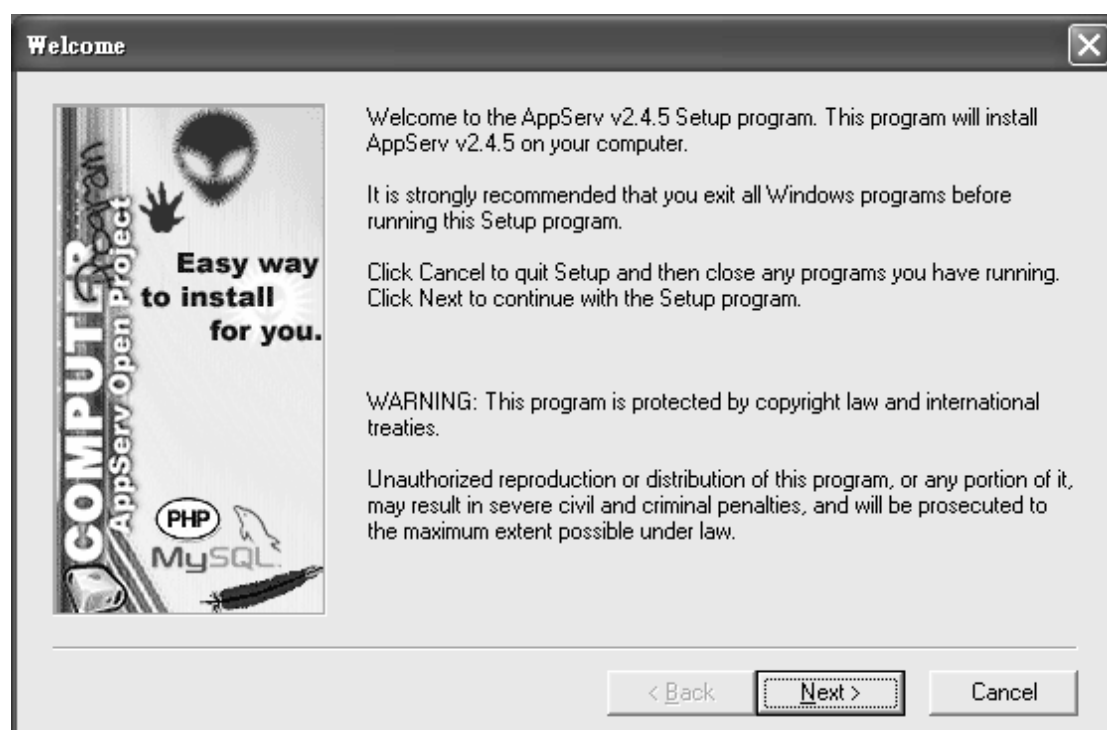 Welcome
Welcome to the AppServ v2.4.5 Setup program. This program will install
AppServ v2.4.5 on your computer.
It is strongly recommended that you exit all Windows programs before
running this Setup program.
Click Cancel to quit Setup and then close any programs you have running.
Click Next to continue with the Setup program.
WARNING: This program is protected by copyright law and international
treaties.
Unauthorized reproduction or distribution of this program, or any portion of it,
may result in severe civil and criminal penalties, and will be prosecuted to
the maximum extent possible under law.
COMPUTER
Program
AppServ Open Project
Easy way
to install
for you.
PHP
MySQL
< Back
Next >
Cancel